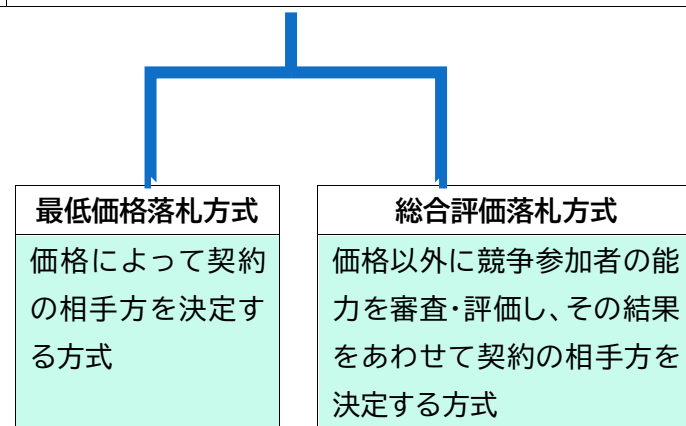 最低価格落札方式
価格によって契約
の相手方を決定す
る方式
総合評価落札方式
価格以外に競争参加者の能
力を審査・評価し、その結果
をあわせて契約の相手方を
決定する方式